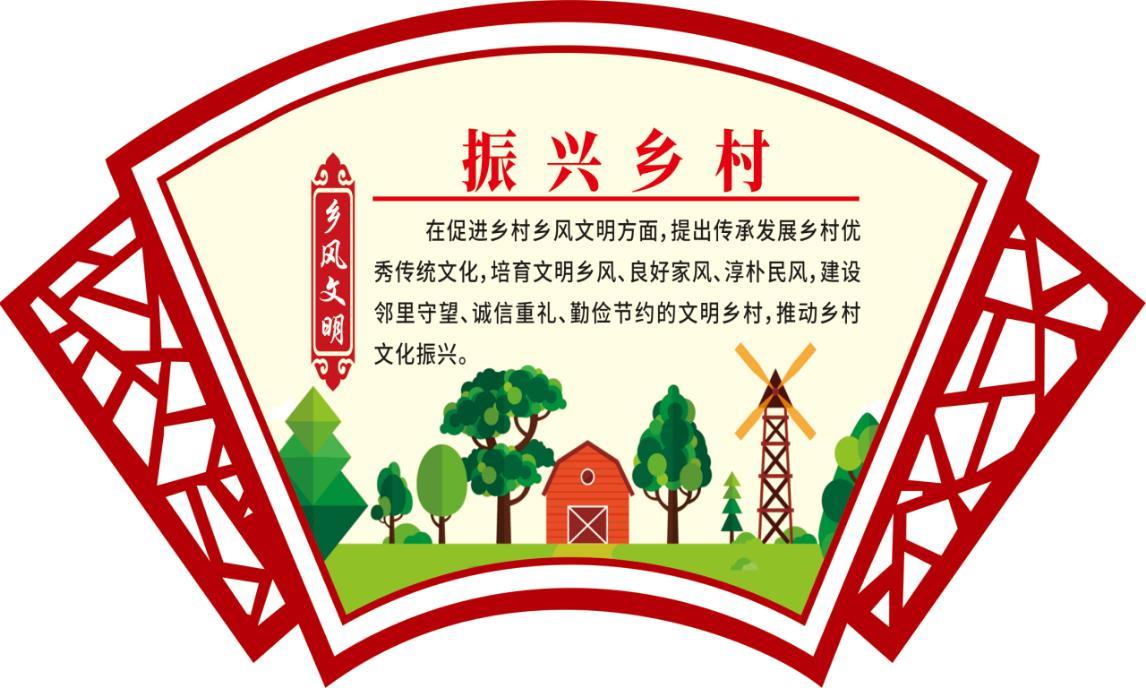 振兴乡村
乡风文明
在促进乡村乡风文明方面，提出传承发展乡村优
秀传统文化，培育文明乡风、良好家风、淳朴民风，建设
邻里守望、诚信重礼、勤俭节约的文明乡村，推动乡村
文化振兴。